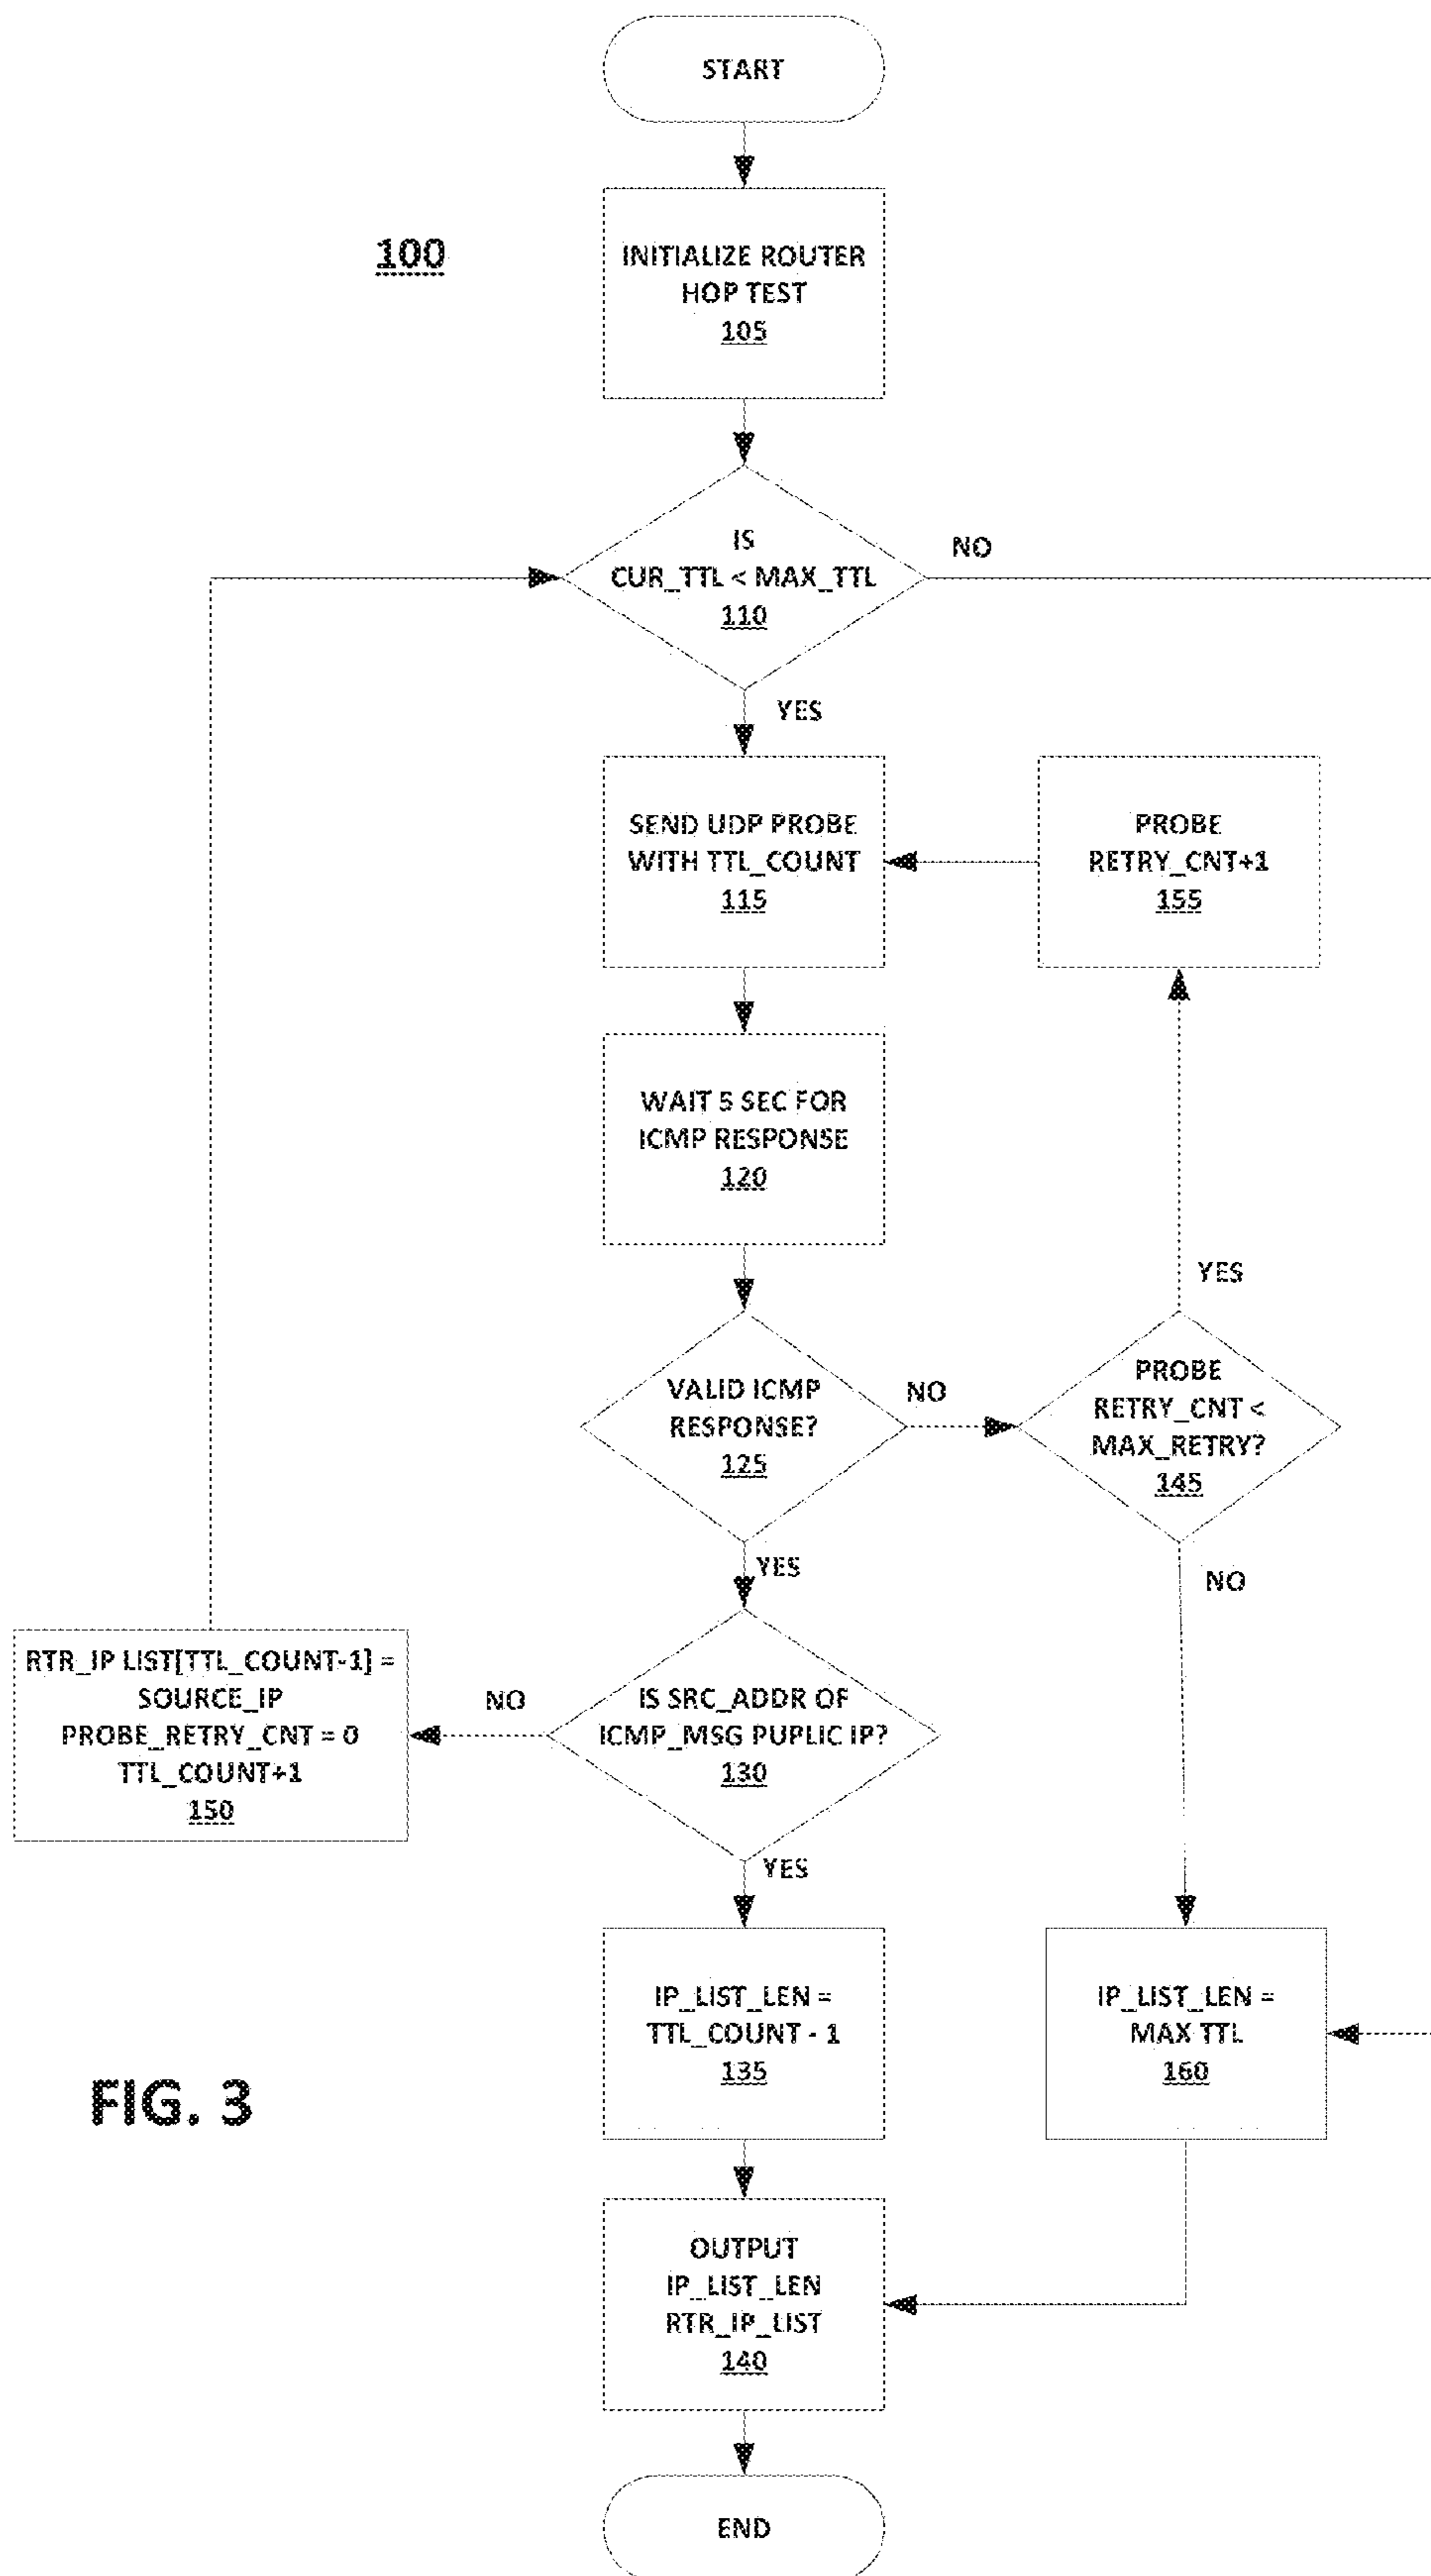 START
100
INITIALIZE ROUTER
HOP TEST
105
IS
CUR_TTL < MAX_TTL
110
NO
YES
SEND UDP PROBE
WITH TTL_COUNT
115
PROBE
RETRY_CNT+1
155
WAIT 5 SEC FOR
ICMP RESPONSE
120
YES
VALID ICMP
RESPONSE?
125
NO
PROBE
RETRY_CNT <
MAX_RETRY?
145
YES
NO
RTR_IP LIST[TTL_COUNT-1] =
SOURCE_IP
PROBE_RETRY_CNT = 0
TTL_COUNT+1
150
NO
IS SRC_ADDR OF
ICMP_MSG PUPLIC IP?
130
YES
IP_LIST_LEN =
TTL_COUNT - 1
135
IP_LIST_LEN =
MAX TTL
160
FIG. 3
OUTPUT
IP_LIST_LEN
RTR_IP_LIST
140
END